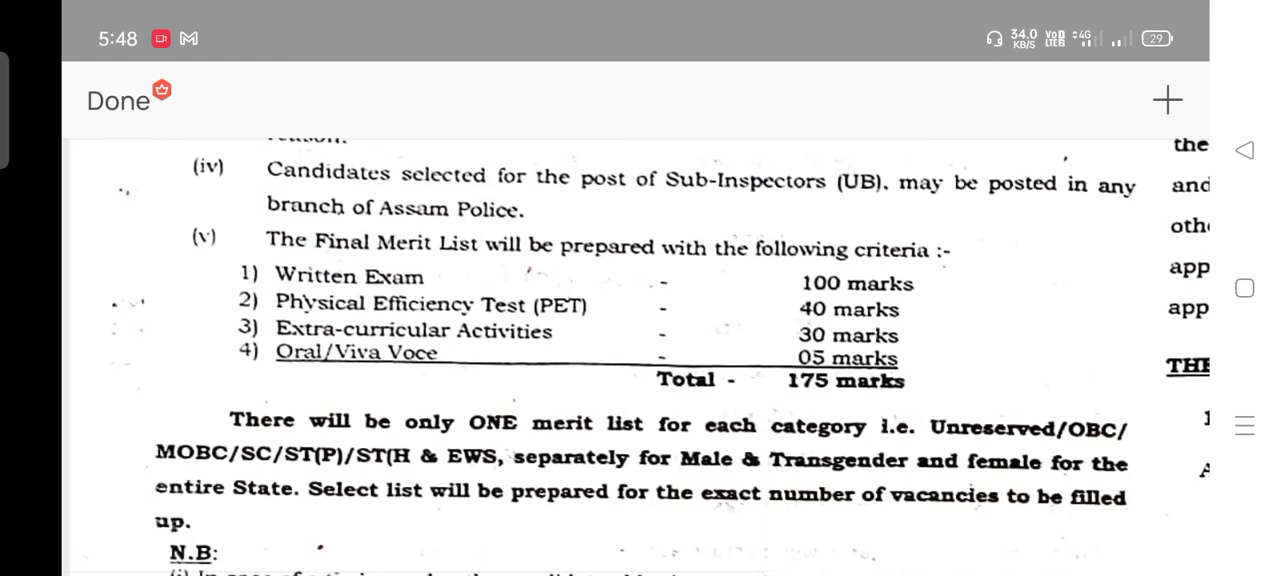 5:48
34.0
KB/S
VoD
LTE2
4G
29
Done
reason.
(iv) Candidates selected for the post of Sub-Inspectors (UB), may be posted in any
branch of Assam Police.
(v) The Final Merit List will be prepared with the following criteria :-
1) Written Exam - 100 marks
2) Physical Efficiency Test (PET) - 40 marks
3) Extra-curricular Activities - 30 marks
4) Oral/Viva Voce - 05 marks
Total - 175 marks
There will be only ONE merit list for each category i.e. Unreserved/OBC/
MOBC/SC/ST(P)/ST(H & EWS, separately for Male & Transgender and female for the
entire State. Select list will be prepared for the exact number of vacancies to be filled
up.
N.B:
the
and
app
app